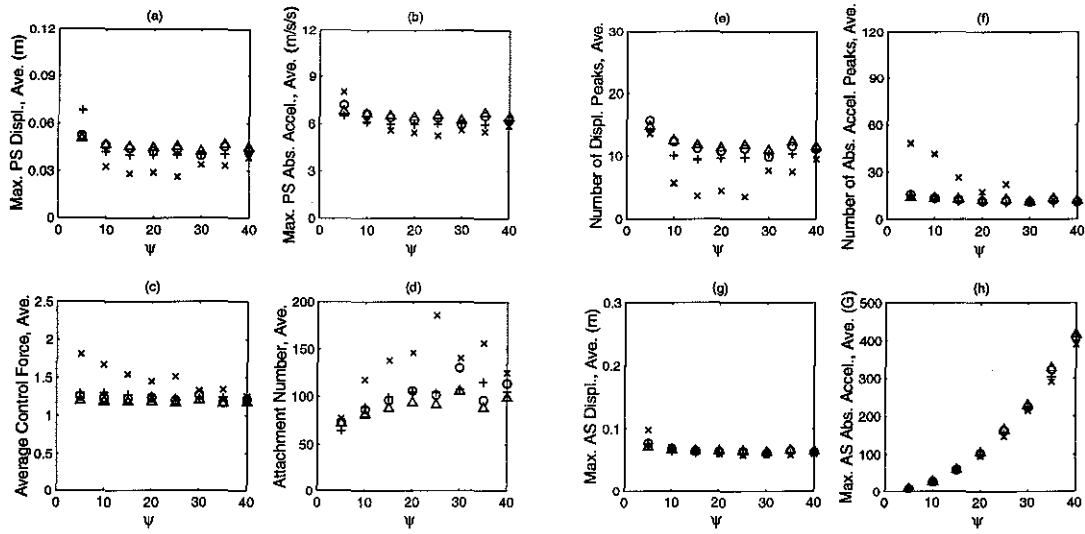 (a)
Max. PS Displ., Ave. (m)
0.12
0.09
0.06
0.03
0
0 10 20 30 40
Ψ
(b)
Max. PS Abs. Accel., Ave. (m/s/s)
12
9
6
3
0
0 10 20 30 40
Ψ
(c)
Average Control Force, Ave.
2.5
2
1.5
1
0.5
0
0 10 20 30 40
Ψ
(d)
Attachment Number, Ave.
200
150
100
50
0
0 10 20 30 40
Ψ
(e)
Number of Displ. Peaks, Ave.
30
20
10
0
0 10 20 30 40
Ψ
(f)
Number of Abs. Accel. Peaks, Ave.
120
90
60
30
0
0 10 20 30 40
Ψ
(g)
Max. AS Displ., Ave. (m)
0.3
0.2
0.1
0
0 10 20 30 40
Ψ
(h)
Max. AS Abs. Accel., Ave. (G)
500
400
300
200
100
0
0 10 20 30 40
Ψ